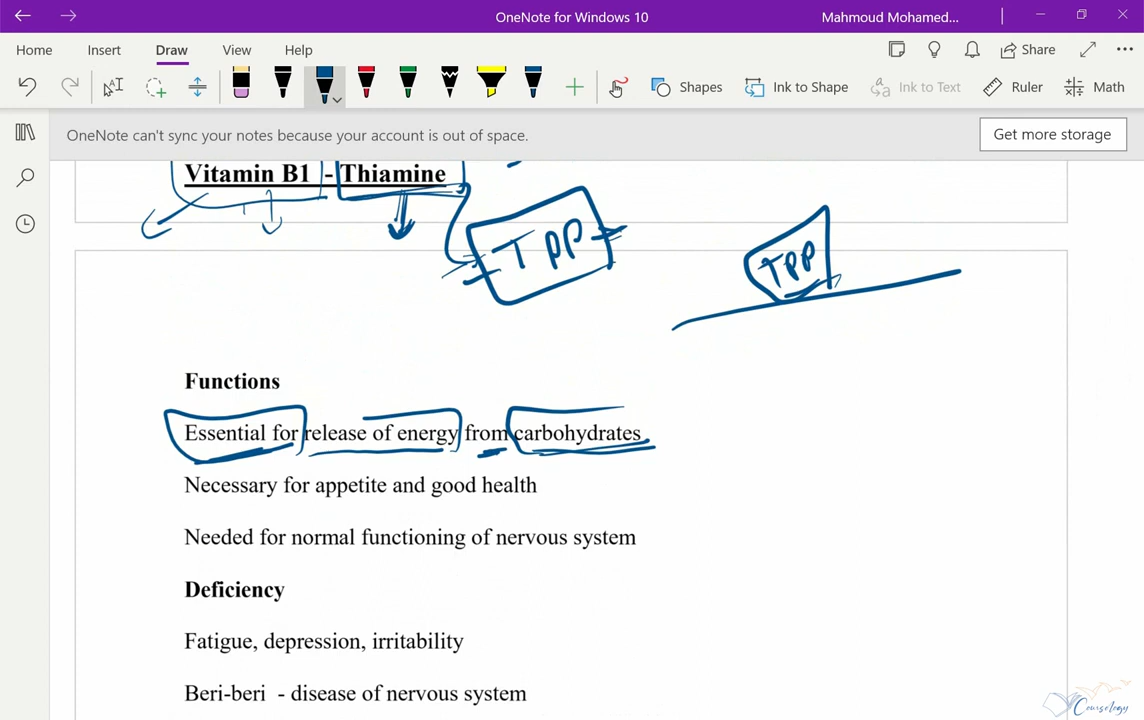 OneNote for Windows 10
Mahmoud Mohamed...
Home Insert Draw View Help
Share
Shapes
Ink to Shape
Ink to Text
Ruler
Math
OneNote can't sync your notes because your account is out of space.
Get more storage
Vitamin B1 - Thiamine
TPP
TPP
Functions
Essential for release of energy from carbohydrates
Necessary for appetite and good health
Needed for normal functioning of nervous system
Deficiency
Fatigue, depression, irritability
Beri-beri - disease of nervous system
Courselogy